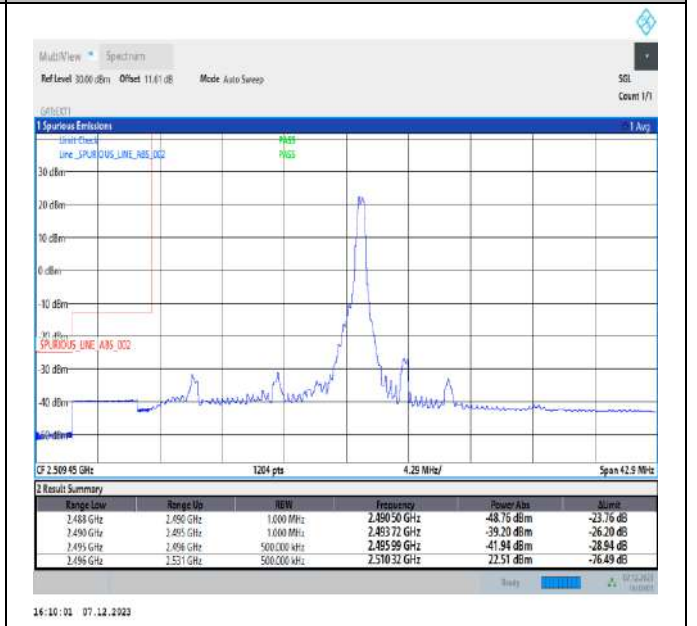 MultiView Spectrum
Ref Level 30.00 dBm Offset 11.61 dB Mode Auto Sweep SGL
Count 1/1
1 Spurious Emissions 1 Avg
Limit Check PASS
Line _SPURIOUS_LINE_ABS_002 PASS
30 dBm
20 dBm
10 dBm
0 dBm
-10 dBm
-20 dBm
_SPURIOUS_LINE_ABS_002
-30 dBm
-40 dBm
-50 dBm
CF 2.50945 GHz 1204 pts 4.29 MHz/ Span 42.9 MHz
2 Result Summary
Range Low Range Up RBW Frequency Power Abs ΔLimit
2.488 GHz 2.490 GHz 1.000 MHz 2.49050 GHz -48.76 dBm -23.76 dB
2.490 GHz 2.495 GHz 1.000 MHz 2.49372 GHz -39.20 dBm -26.20 dB
2.495 GHz 2.496 GHz 500.000 kHz 2.49599 GHz -41.94 dBm -28.94 dB
2.496 GHz 2.531 GHz 500.000 kHz 2.51032 GHz 22.51 dBm -76.49 dB
Ready
16:10:01 07.12.2023